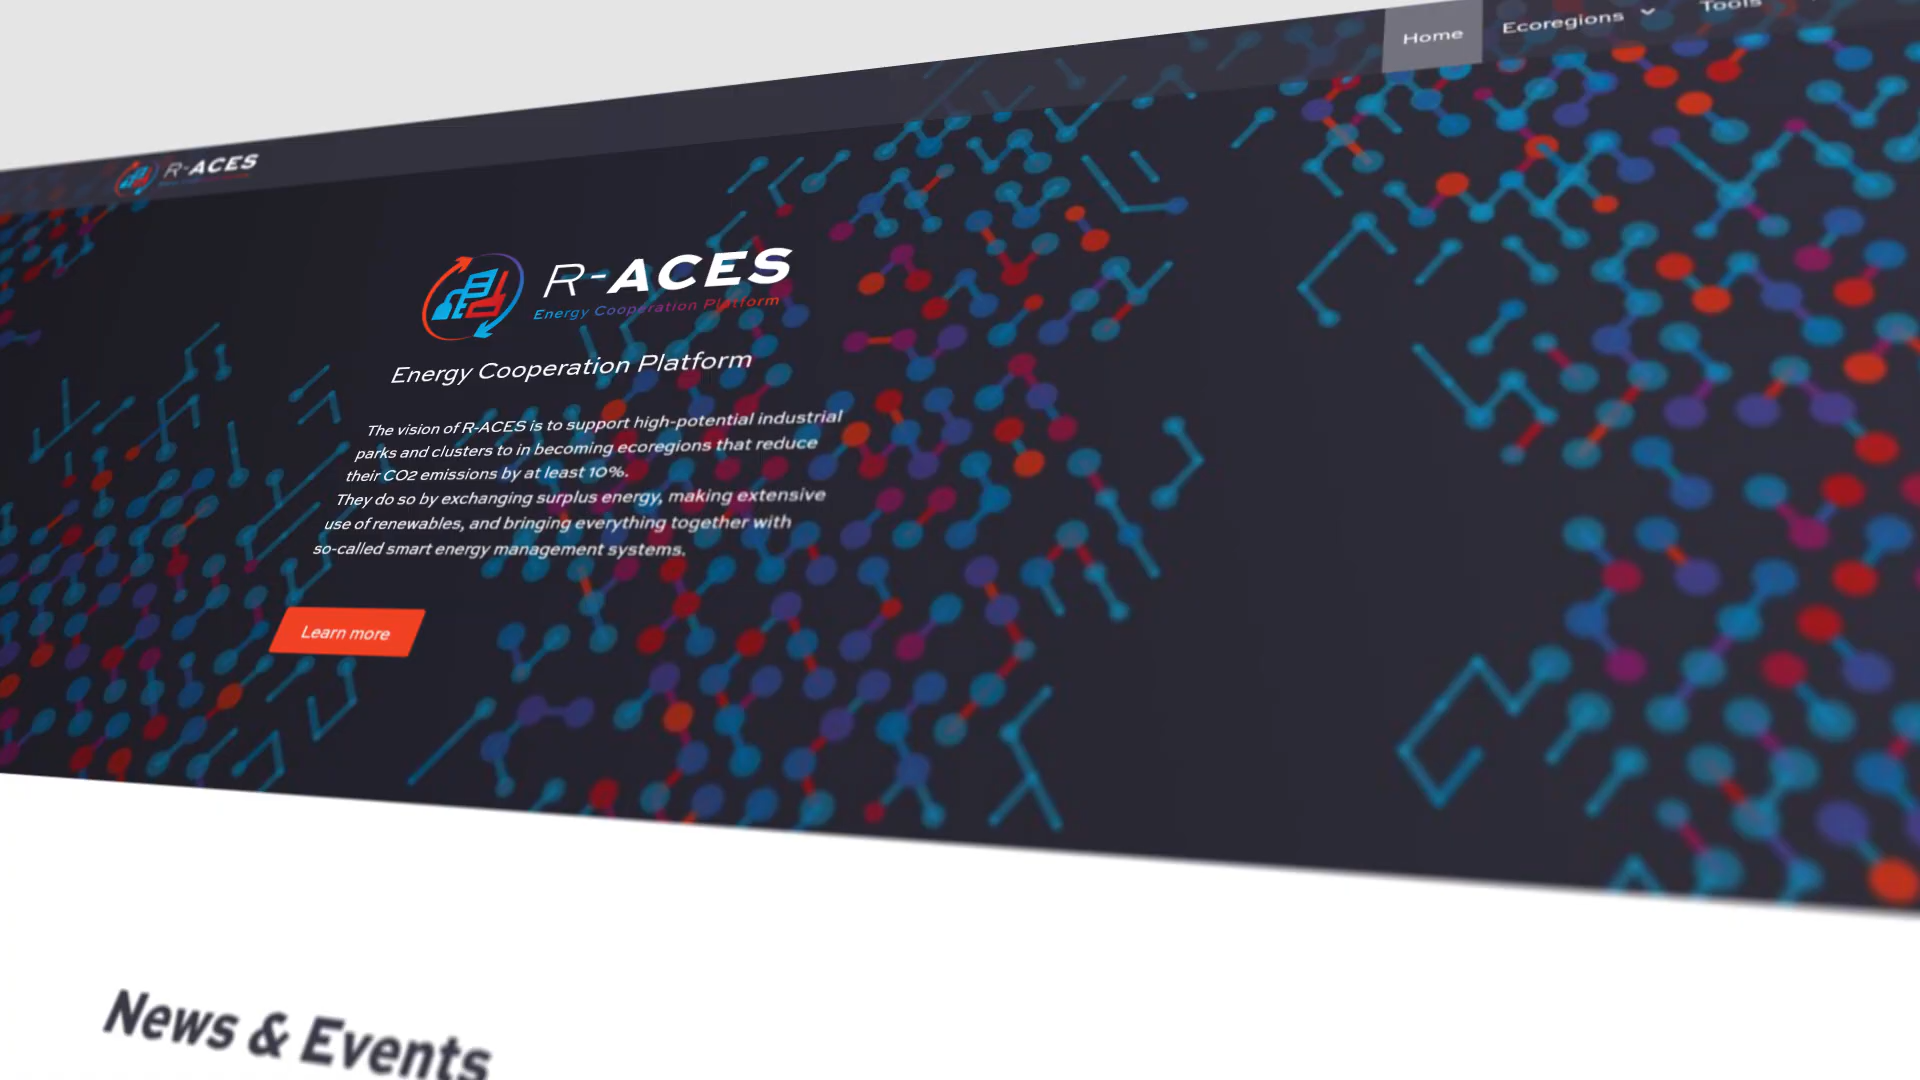 Home
Ecoregions
Tools
R-ACES
R-ACES
Energy Cooperation Platform
Energy Cooperation Platform
The vision of R-ACES is to support high-potential industrial
parks and clusters to in becoming ecoregions that reduce
their CO2 emissions by at least 10%.
They do so by exchanging surplus energy, making extensive
use of renewables, and bringing everything together with
so-called smart energy management systems.
Learn more
News & Events